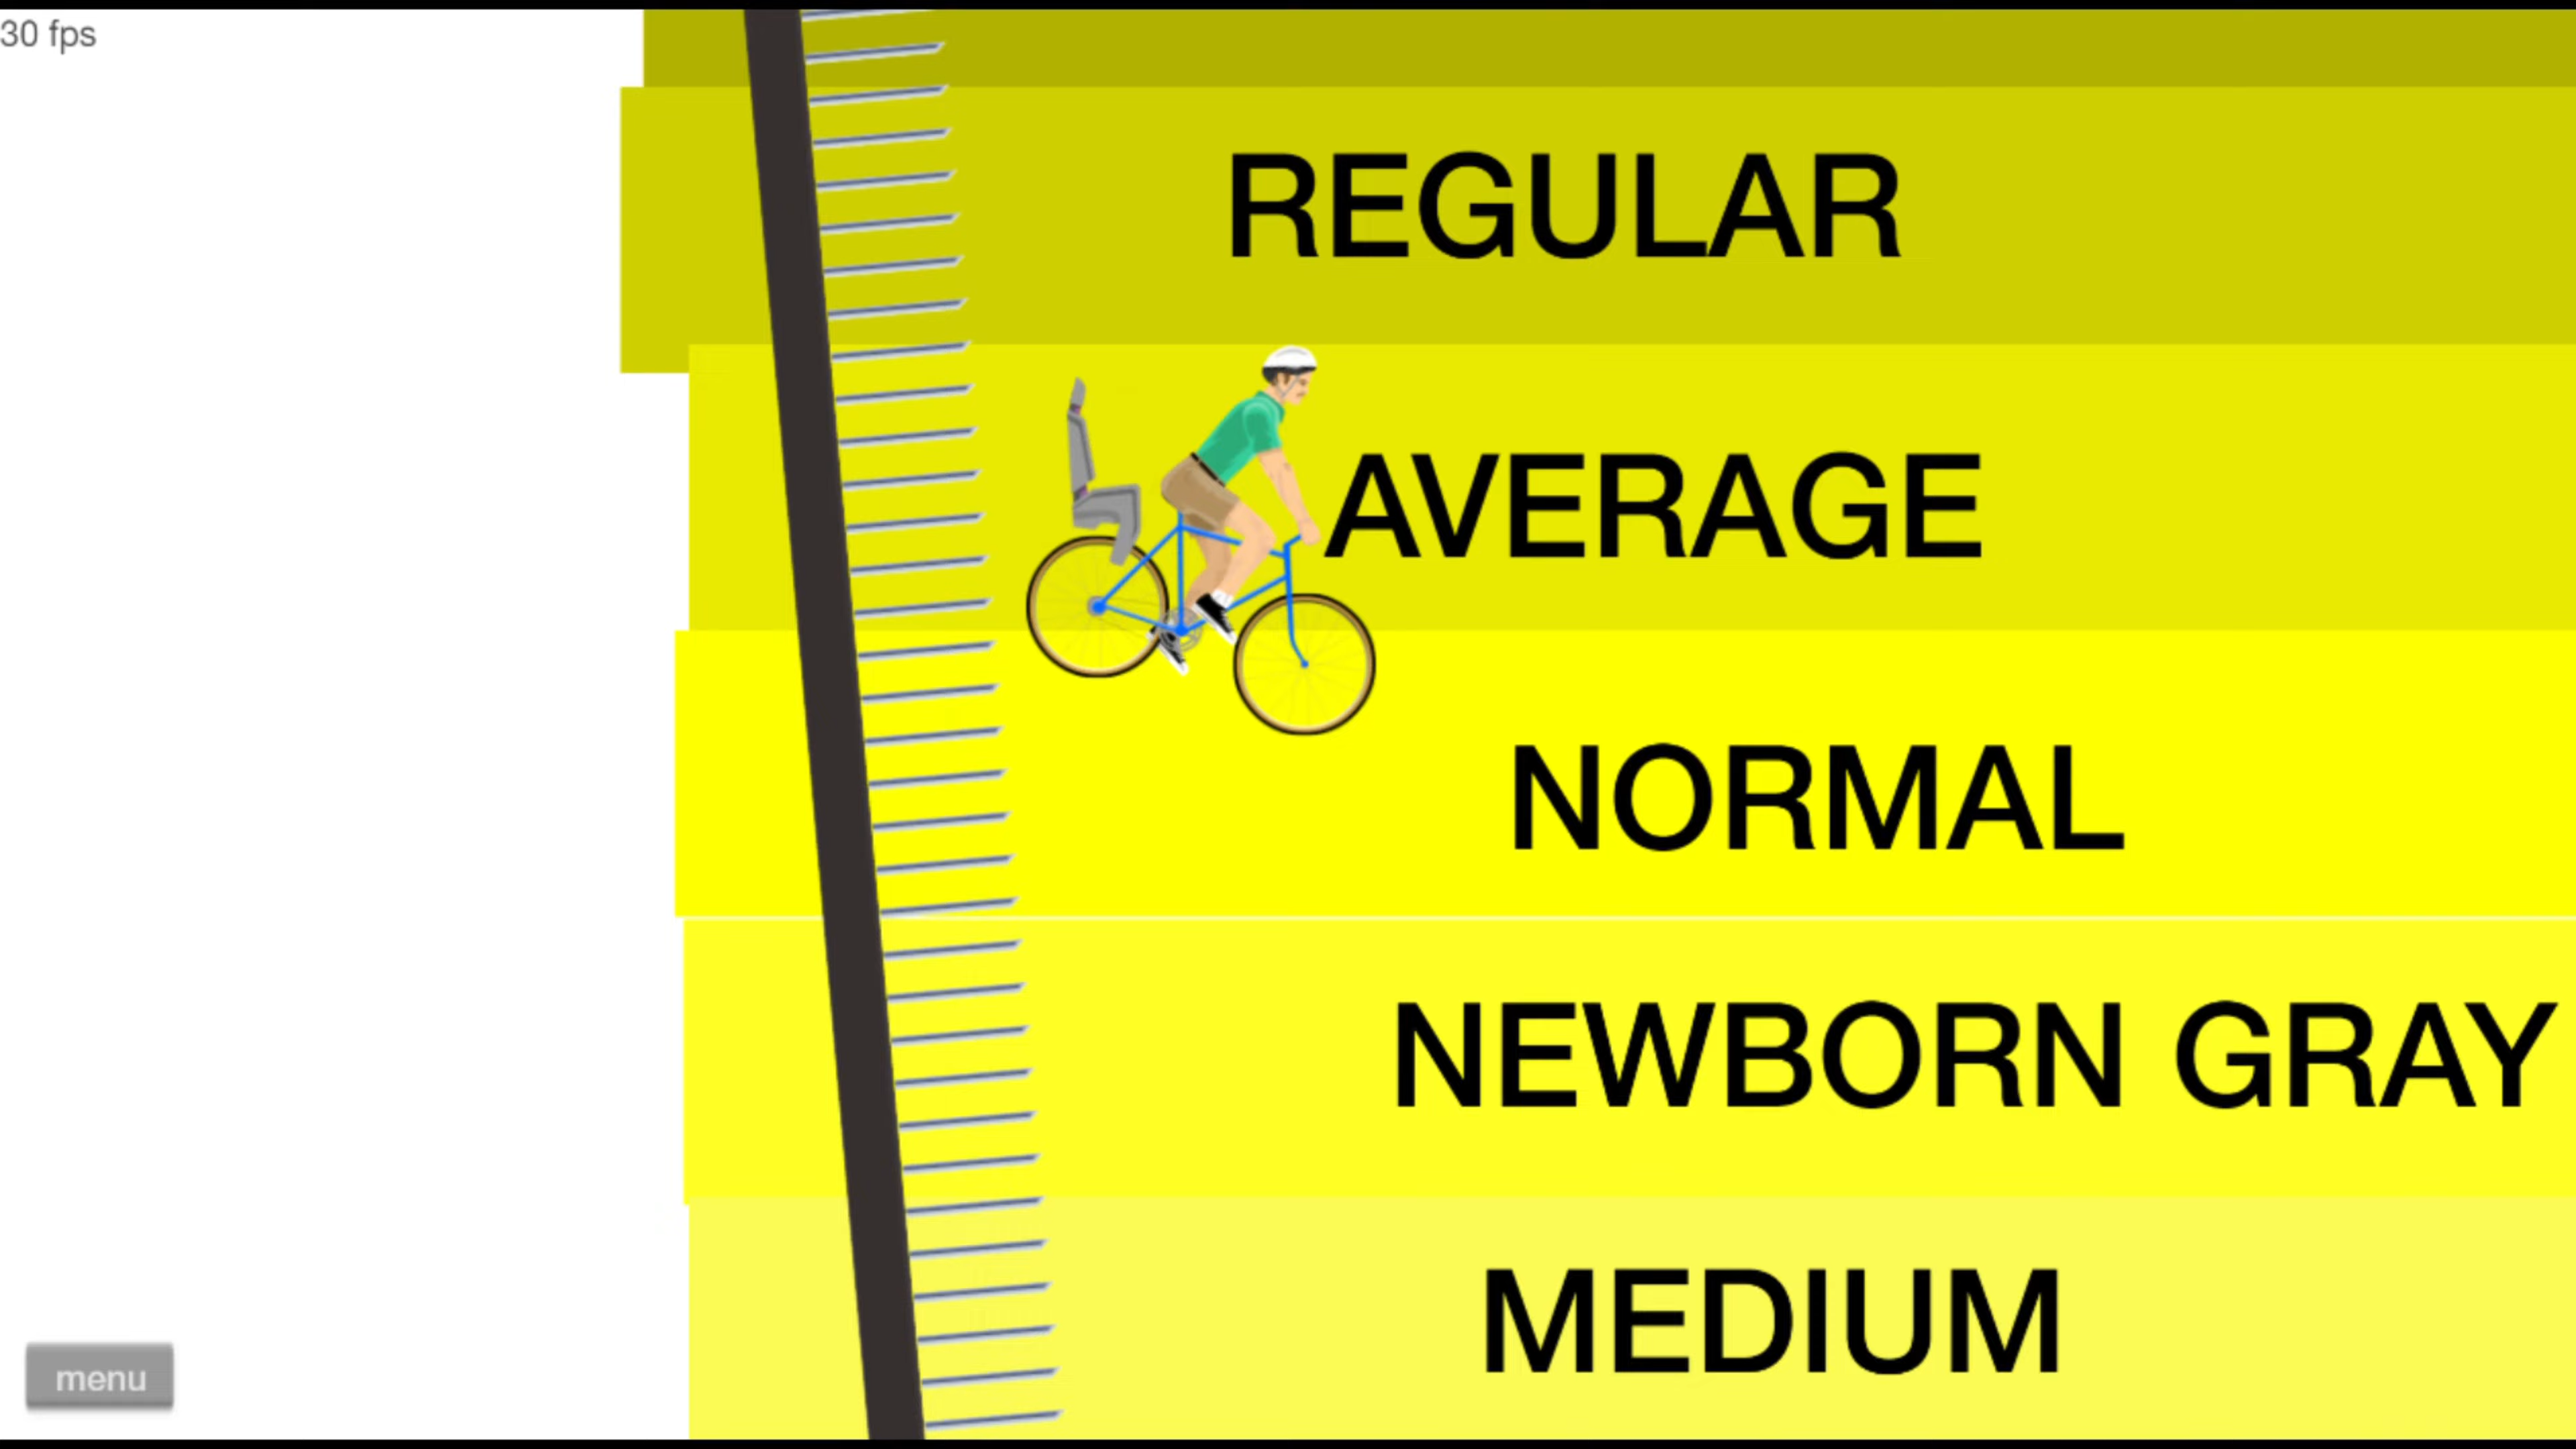 30 fps
REGULAR
AVERAGE
NORMAL
NEWBORN GRAY
MEDIUM
menu